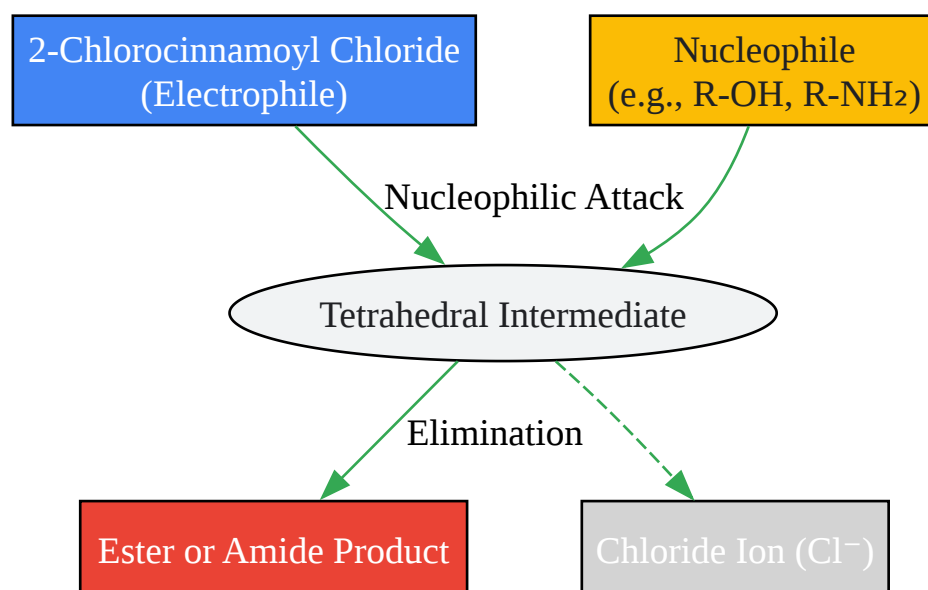 2-Chlorocinnamoyl Chloride
(Electrophile)
Nucleophile
(e.g., R-OH, R-NH₂)
Nucleophilic Attack
Tetrahedral Intermediate
Elimination
Ester or Amide Product
Chloride Ion (Cl⁻)